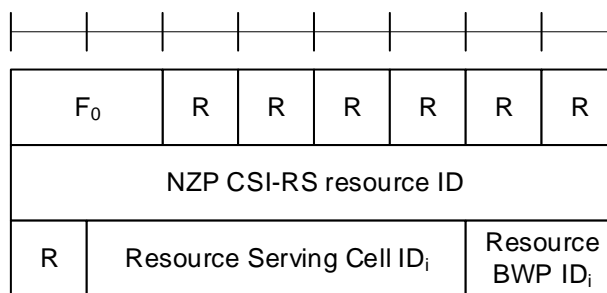 F₀ R R R R R R
NZP CSI-RS resource ID
R Resource Serving Cell IDᵢ Resource
BWP IDᵢ